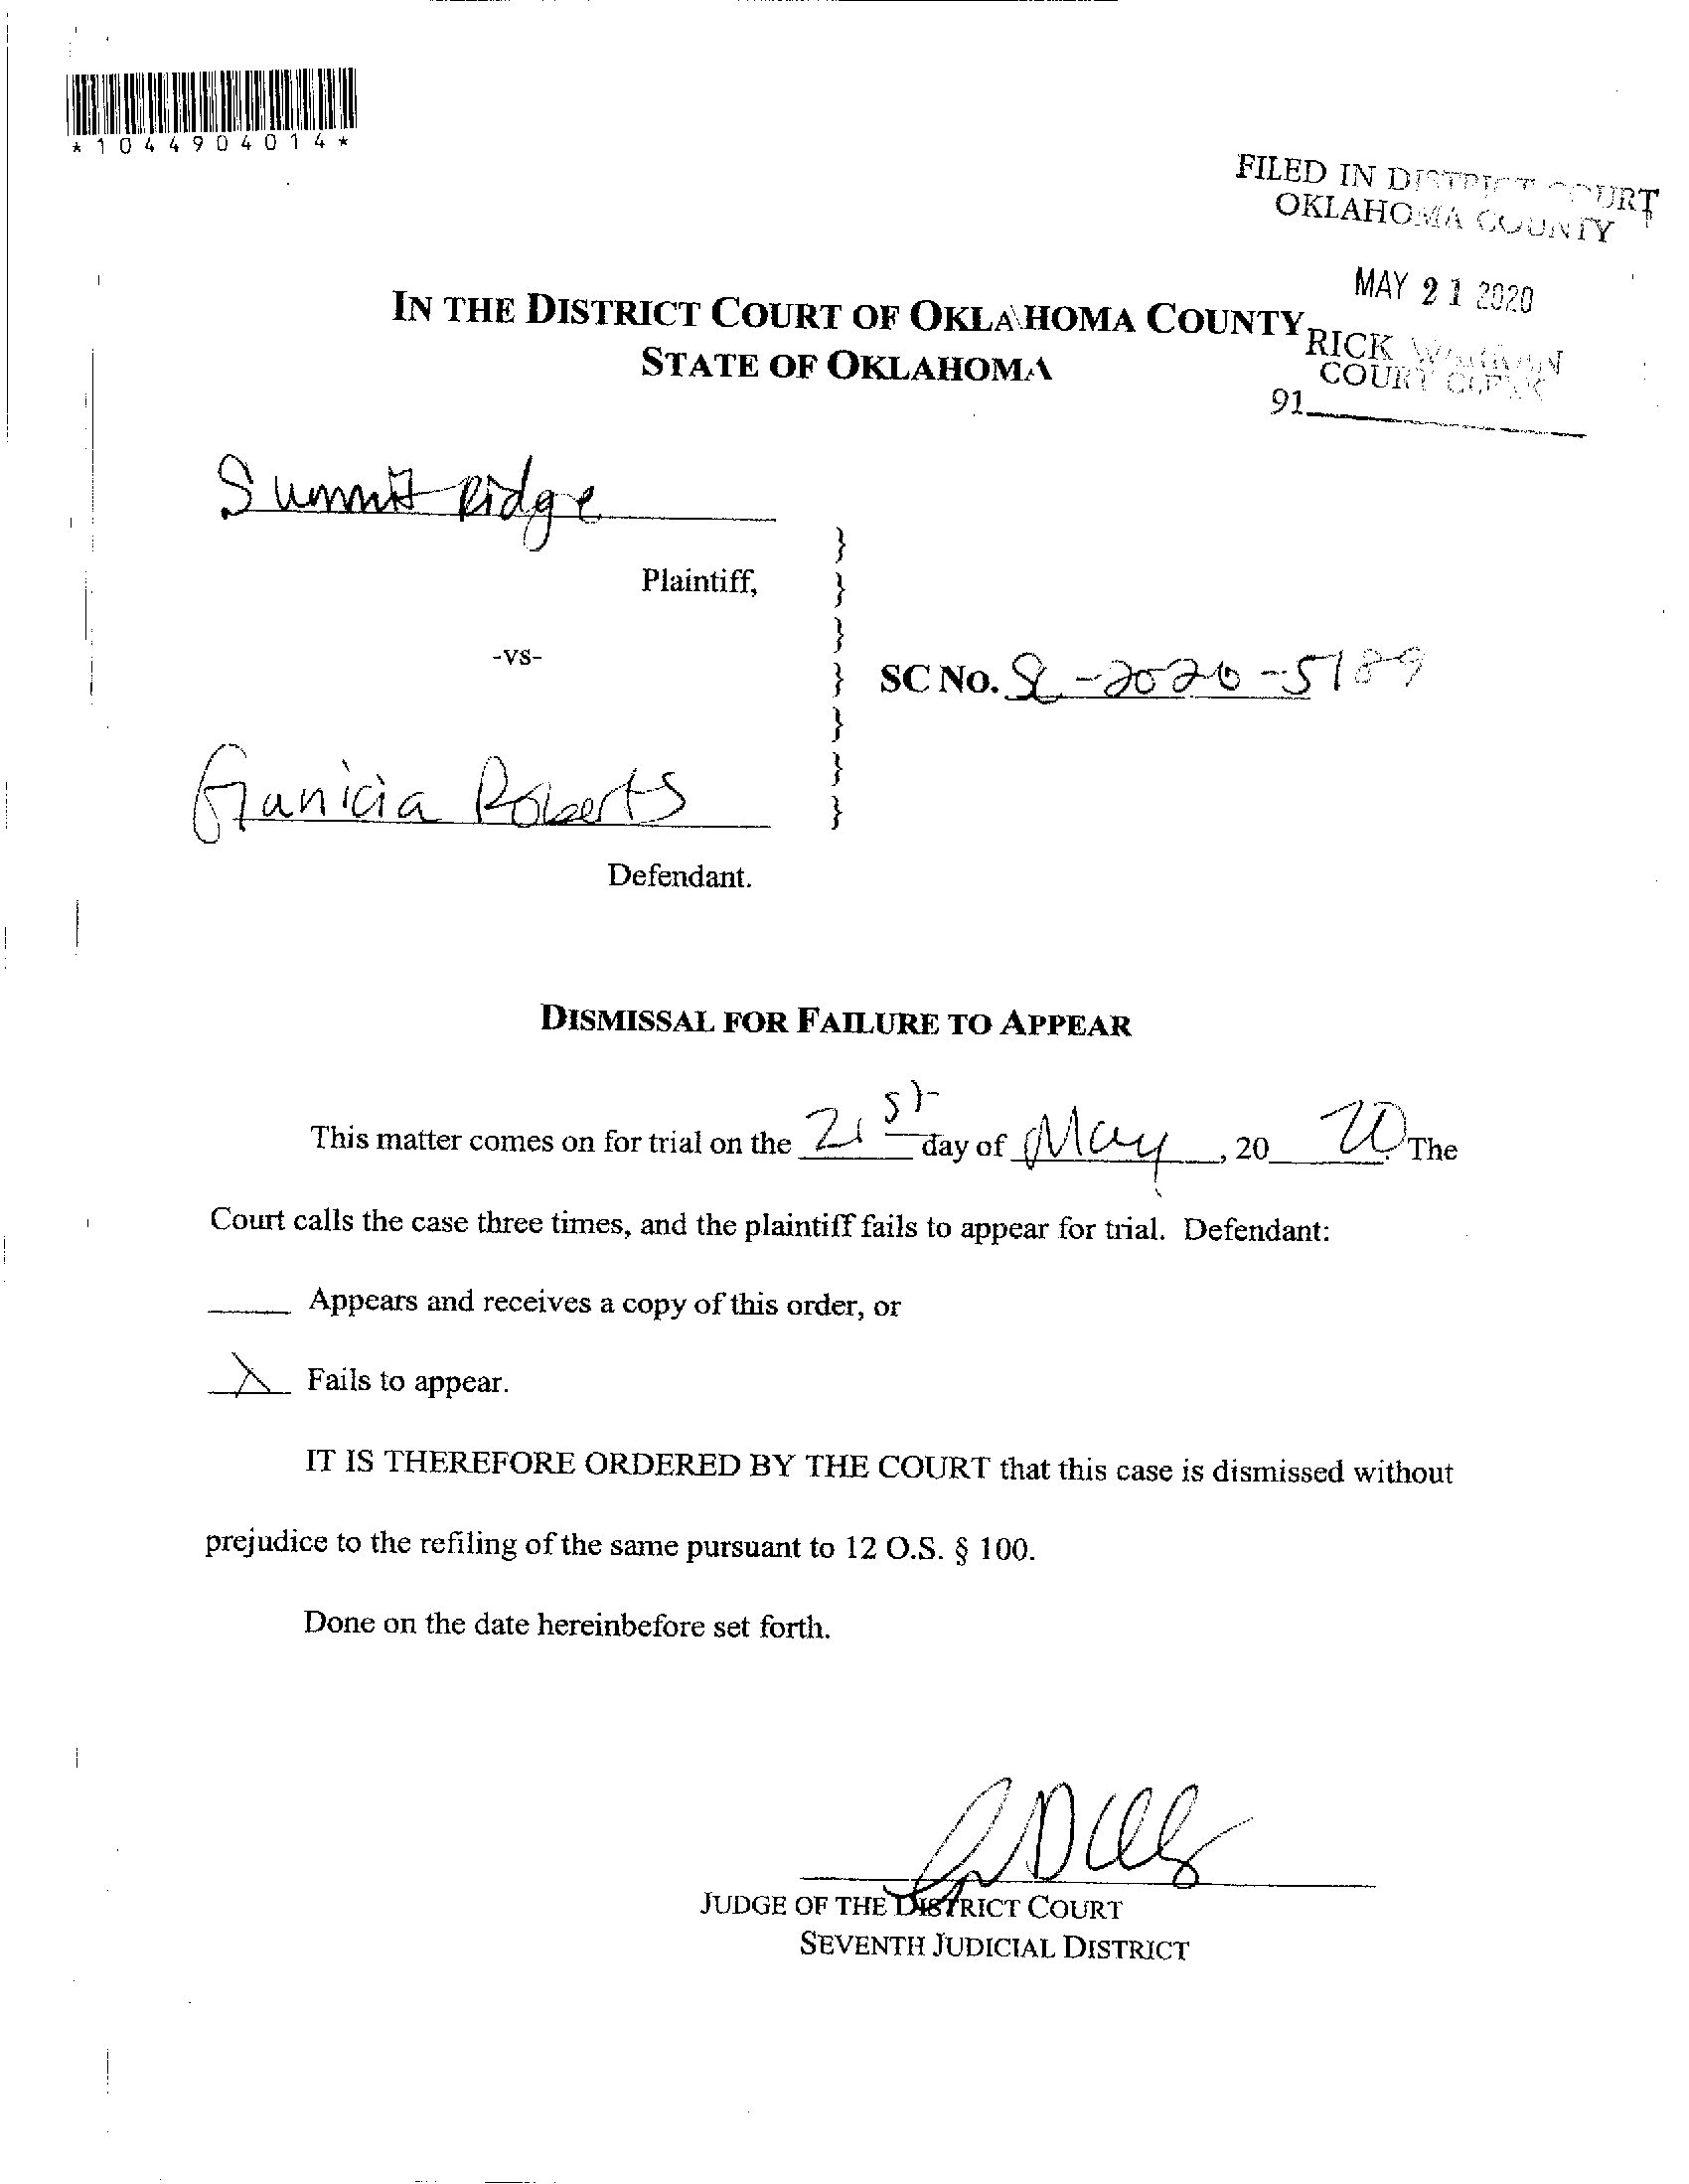 *1044904014*
FILED IN DISTRICT COURT
OKLAHOMA COUNTY
MAY 21 2020
RICK WARREN
COURT CLERK
91
IN THE DISTRICT COURT OF OKLAHOMA COUNTY
STATE OF OKLAHOMA
Summit Ridge
Plaintiff,
-vs-
SC No. SC-2020-5189
Roberts
Defendant.
DISMISSAL FOR FAILURE TO APPEAR
This matter comes on for trial on the 21st day of May, 20 20. The
Court calls the case three times, and the plaintiff fails to appear for trial. Defendant:
Appears and receives a copy of this order, or
X Fails to appear.
IT IS THEREFORE ORDERED BY THE COURT that this case is dismissed without
prejudice to the refiling of the same pursuant to 12 O.S. § 100.
Done on the date hereinbefore set forth.
JUDGE OF THE DISTRICT COURT
SEVENTH JUDICIAL DISTRICT